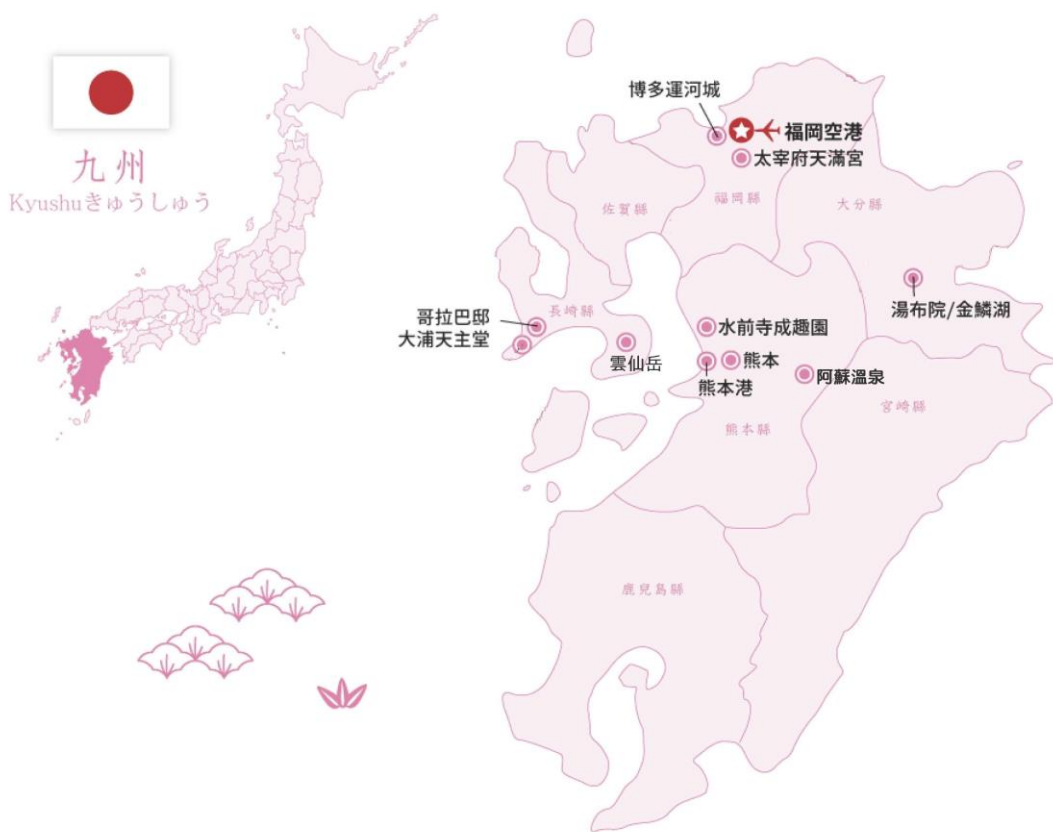 九州
Kyushuきゅうしゅう
博多運河城
福岡空港
太宰府天滿宮
佐賀縣
福岡縣
大分縣
湯布院/金鱗湖
長崎縣
哥拉巴邸
大浦天主堂
雲仙岳
水前寺成趣園
熊本
熊本港
阿蘇溫泉
宮崎縣
熊本縣
鹿兒島縣